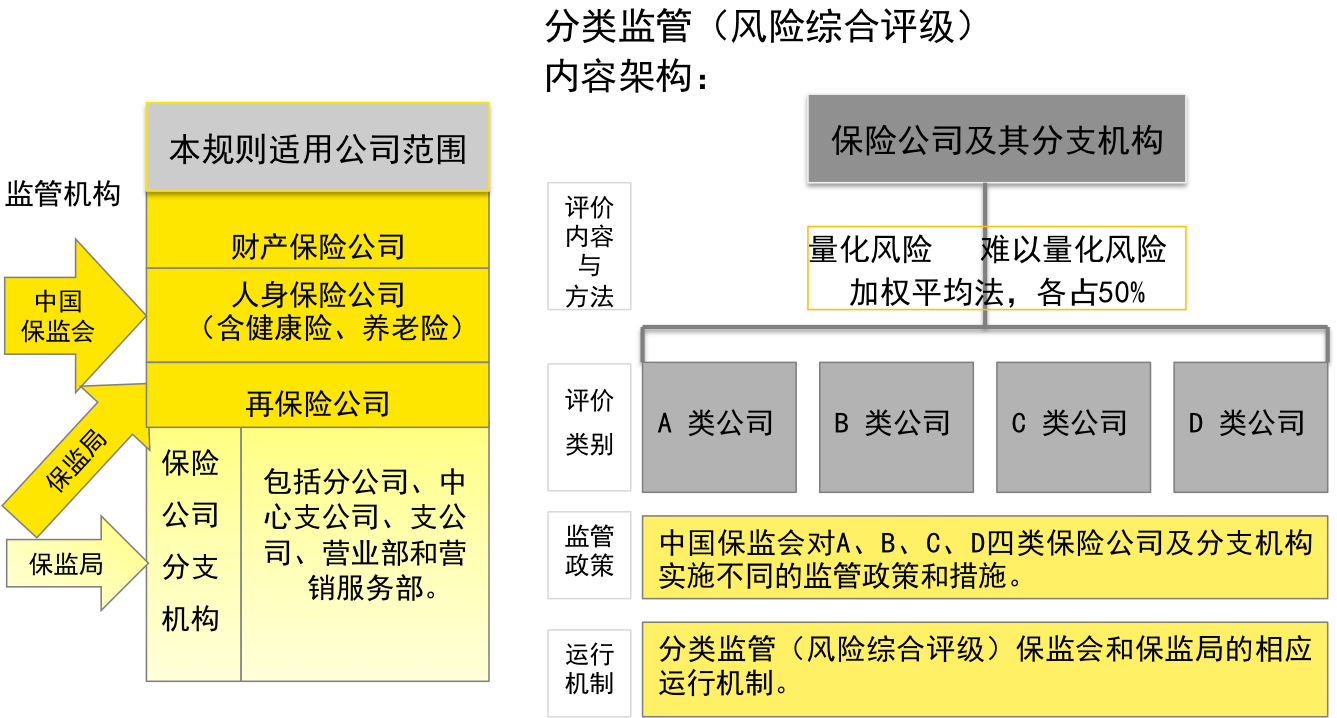 分类监管（风险综合评级）
内容架构：
监管机构
中国
保监会
保监局
保监局
本规则适用公司范围
财产保险公司
人身保险公司
（含健康险、养老险）
再保险公司
保险
公司
分支
机构
包括分公司、中
心支公司、支公
司、营业部和营
销服务部。
保险公司及其分支机构
评价
内容
与
方法
量化风险 难以量化风险
加权平均法，各占50%
评价
类别
A 类公司
B 类公司
C 类公司
D 类公司
监管
政策
中国保监会对A、B、C、D四类保险公司及分支机构
实施不同的监管政策和措施。
运行
机制
分类监管（风险综合评级）保监会和保监局的相应
运行机制。